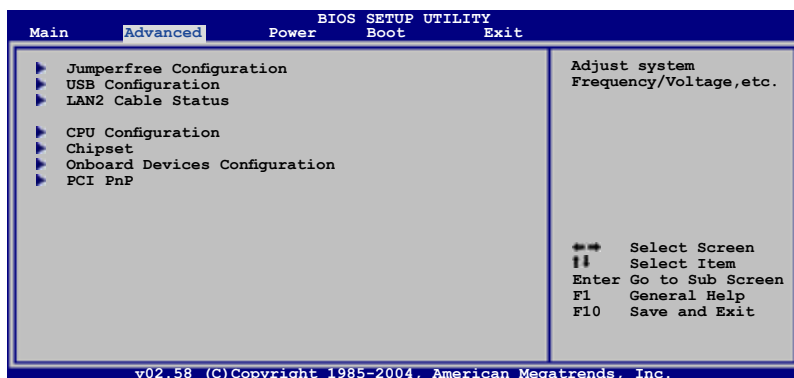 BIOS SETUP UTILITY
Main Advanced Power Boot Exit
Jumperfree Configuration
USB Configuration
LAN2 Cable Status
CPU Configuration
Chipset
Onboard Devices Configuration
PCI PnP
Adjust system
Frequency/Voltage,etc.
Select Screen
Select Item
Enter Go to Sub Screen
F1 General Help
F10 Save and Exit
v02.58 (C)Copyright 1985-2004, American Megatrends, Inc.